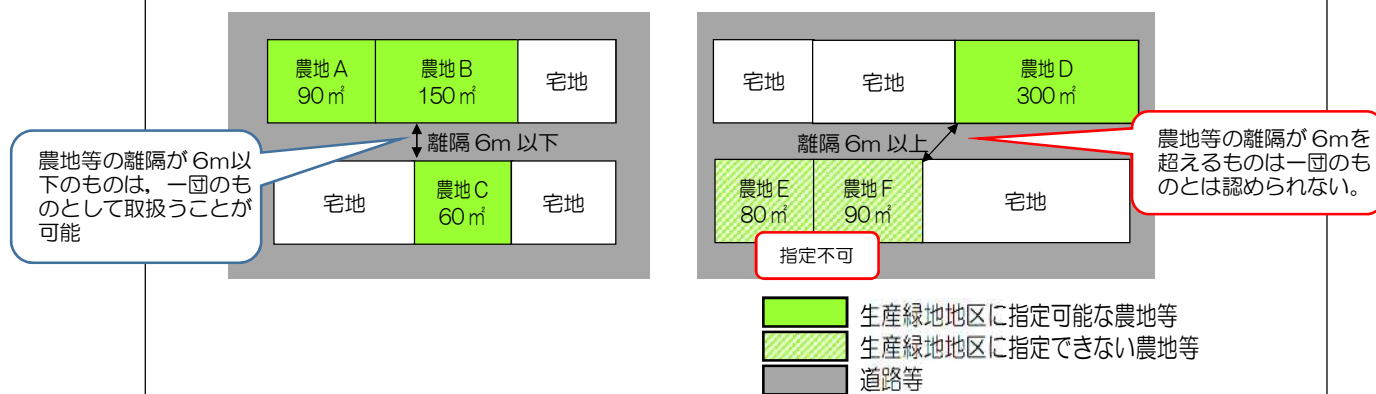 農地A
90㎡
農地B
150㎡
宅地
離隔 6m 以下
農地等の離隔が 6m以
下のものは，一団のも
のとして取扱うことが
可能
宅地
農地C
60㎡
宅地
宅地
宅地
農地D
300㎡
離隔 6m 以上
農地等の離隔が 6mを
超えるものは一団のも
のとは認められない。
農地E
80㎡
農地F
90㎡
宅地
指定不可
生産緑地地区に指定可能な農地等
生産緑地地区に指定できない農地等
道路等